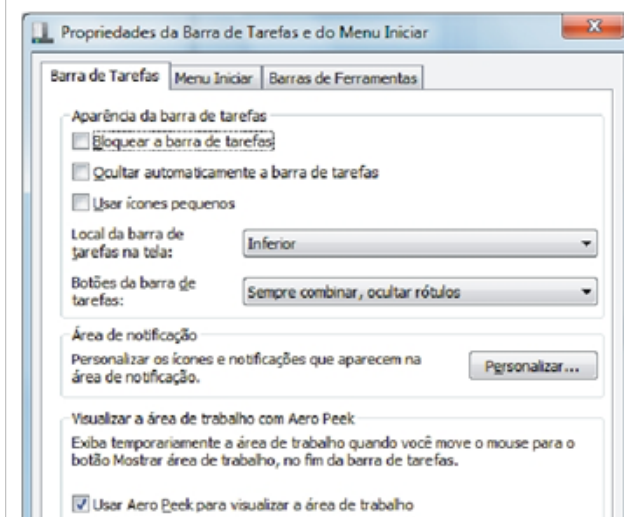 Propriedades da Barra de Tarefas e do Menu Iniciar
Barra de Tarefas Menu Iniciar Barras de Ferramentas
Aparência da barra de tarefas
Bloquear a barra de tarefas
Ocultar automaticamente a barra de tarefas
Usar ícones pequenos
Local da barra de
tarefas na tela: Inferior
Botões da barra de
tarefas: Sempre combinar, ocultar rótulos
Área de notificação
Personalizar os ícones e notificações que aparecem na
área de notificação. Personalizar...
Visualizar a área de trabalho com Aero Peek
Exiba temporariamente a área de trabalho quando você move o mouse para o
botão Mostrar área de trabalho, no fim da barra de tarefas.
Usar Aero Peek para visualizar a área de trabalho